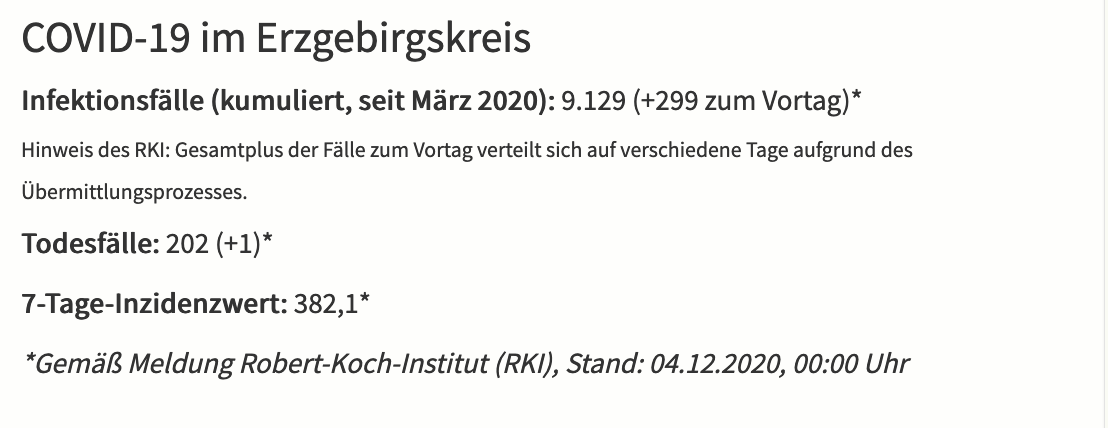 COVID-19 im Erzgebirgskreis
Infektionsfälle (kumuliert, seit März 2020): 9.129 (+299 zum Vortag)*
Hinweis des RKI: Gesamtplus der Fälle zum Vortag verteilt sich auf verschiedene Tage aufgrund des
Übermittlungsprozesses.
Todesfälle: 202 (+1)*
7-Tage-Inzidenzwert: 382,1*
*Gemäß Meldung Robert-Koch-Institut (RKI), Stand: 04.12.2020, 00:00 Uhr